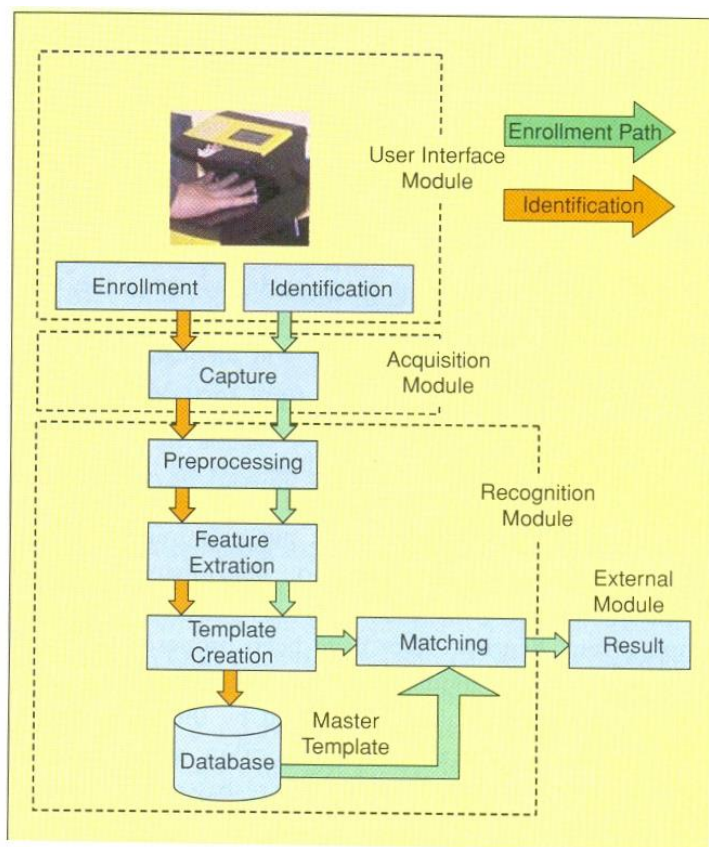 User Interface
Module
Enrollment Path
Identification
Enrollment
Identification
Acquisition
Module
Capture
Preprocessing
Recognition
Module
Feature
Extration
External
Module
Template
Creation
Matching
Result
Master
Template
Database